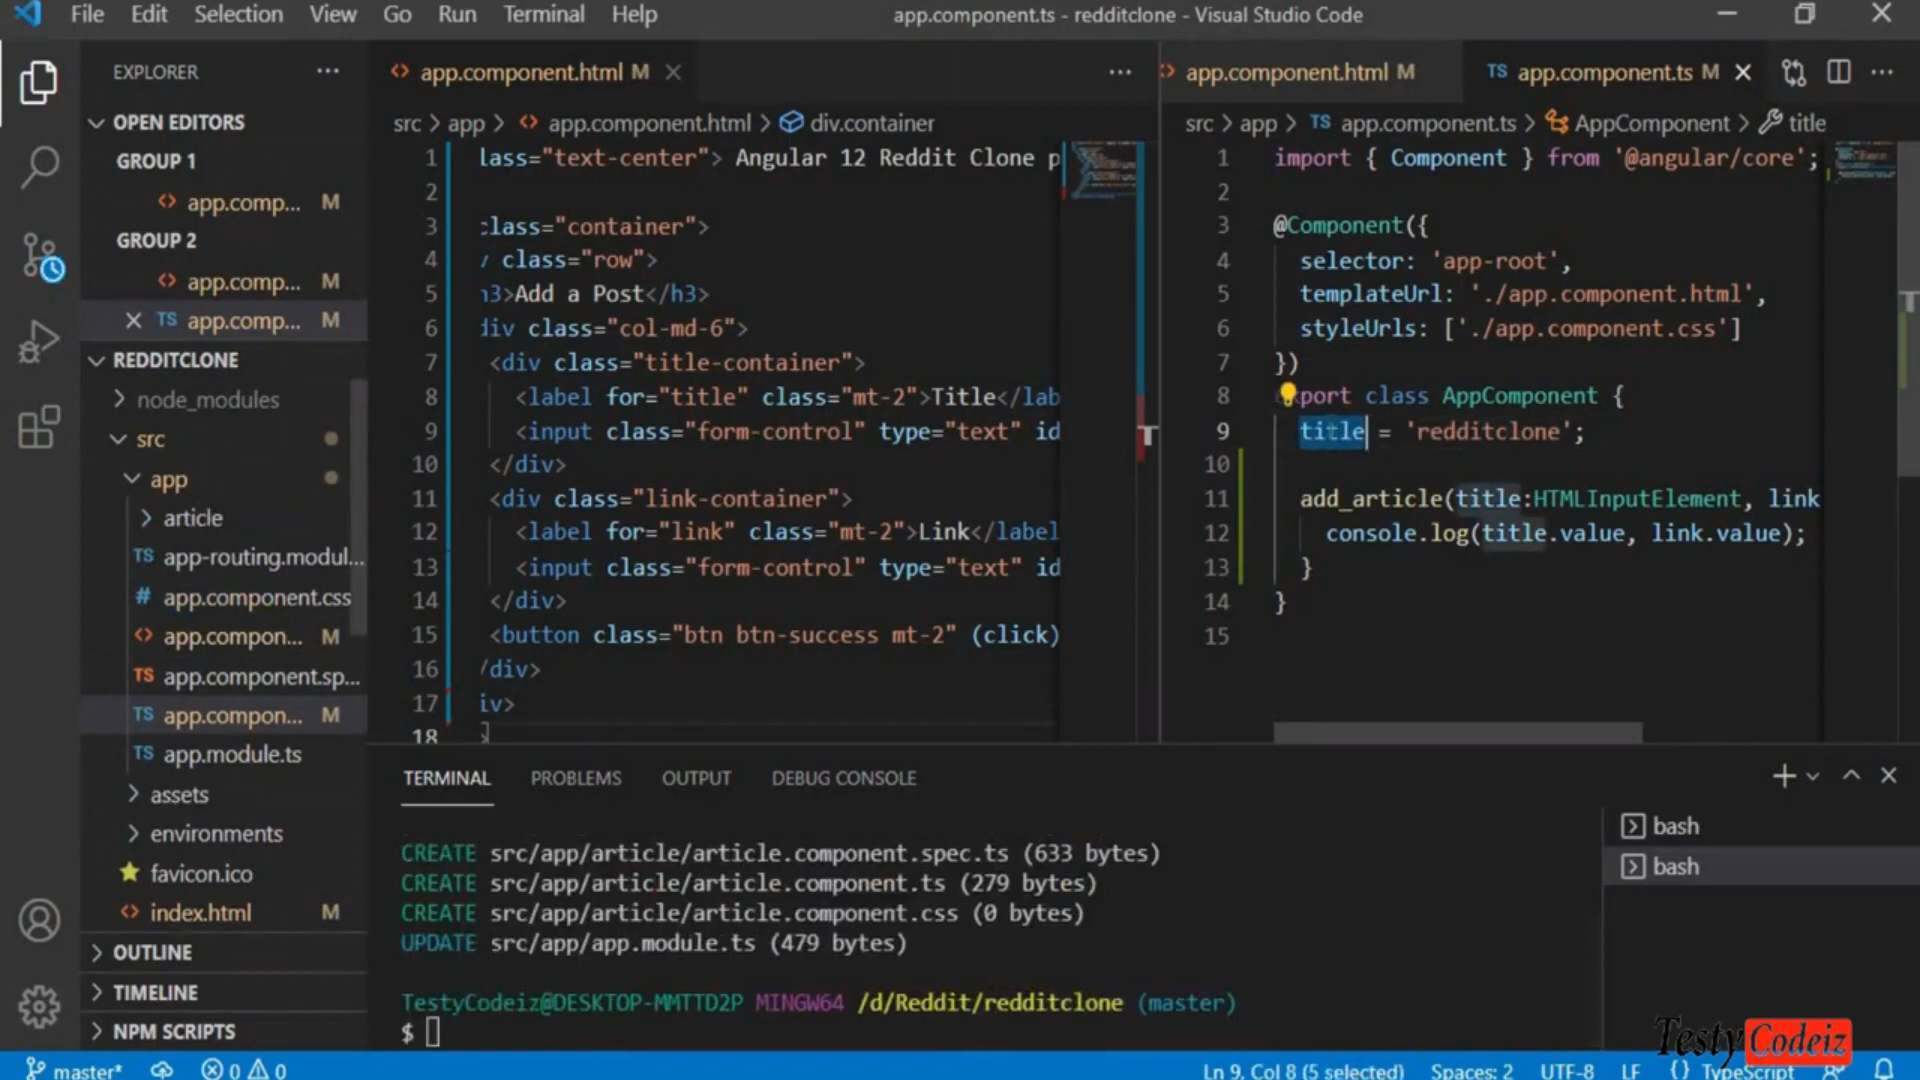 File Edit Selection View Go Run Terminal Help app.component.ts - redditclone - Visual Studio Code
EXPLORER
OPEN EDITORS
GROUP 1
app.comp... M
GROUP 2
app.comp... M
TS app.comp... M
REDDITCLONE
node_modules
src
app
article
TS app-routing.modul...
# app.component.css
app.compon... M
TS app.component.sp...
TS app.compon... M
TS app.module.ts
assets
environments
favicon.ico
index.html M
OUTLINE
TIMELINE
NPM SCRIPTS
app.component.html M
src > app > app.component.html > div.container
1 lass="text-center"> Angular 12 Reddit Clone p
2
3 class="container">
4 class="row">
5 h3>Add a Post</h3>
6 div class="col-md-6">
7 <div class="title-container">
8 <label for="title" class="mt-2">Title</lab
9 <input class="form-control" type="text" id
10 </div>
11 <div class="link-container">
12 <label for="link" class="mt-2">Link</label
13 <input class="form-control" type="text" id
14 </div>
15 <button class="btn btn-success mt-2" (click)
16 /div>
17 iv>
18 >
app.component.html M TS app.component.ts M
src > app > TS app.component.ts > AppComponent > title
1 import { Component } from '@angular/core';
2
3 @Component({
4 selector: 'app-root',
5 templateUrl: './app.component.html',
6 styleUrls: ['./app.component.css']
7 })
8 port class AppComponent {
9 title = 'redditclone';
10
11 add_article(title:HTMLInputElement, link
12 console.log(title.value, link.value);
13 }
14 }
15
TERMINAL PROBLEMS OUTPUT DEBUG CONSOLE
CREATE src/app/article/article.component.spec.ts (633 bytes)
CREATE src/app/article/article.component.ts (279 bytes)
CREATE src/app/article/article.component.css (0 bytes)
UPDATE src/app/app.module.ts (479 bytes)
TestyCodeiz@DESKTOP-MMTTD2P MINGW64 /d/Reddit/redditclone (master)
$
bash
bash
Testy Codeiz
master* 0 0 Ln 9, Col 8 (5 selected) Spaces: 2 UTF-8 LF {} TypeScript